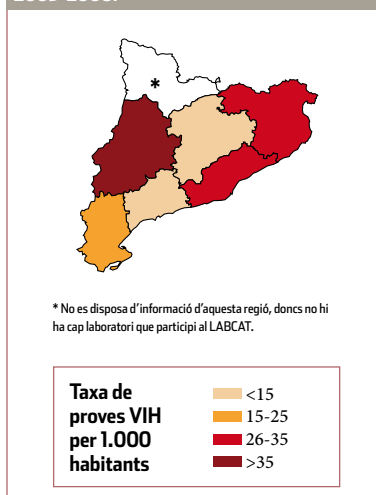 *
* No es disposa d'informació d'aquesta regió, doncs no hi
ha cap laboratori que participi al LABCAT.
Taxa de
proves VIH
per 1.000
habitants
<15
15-25
26-35
>35